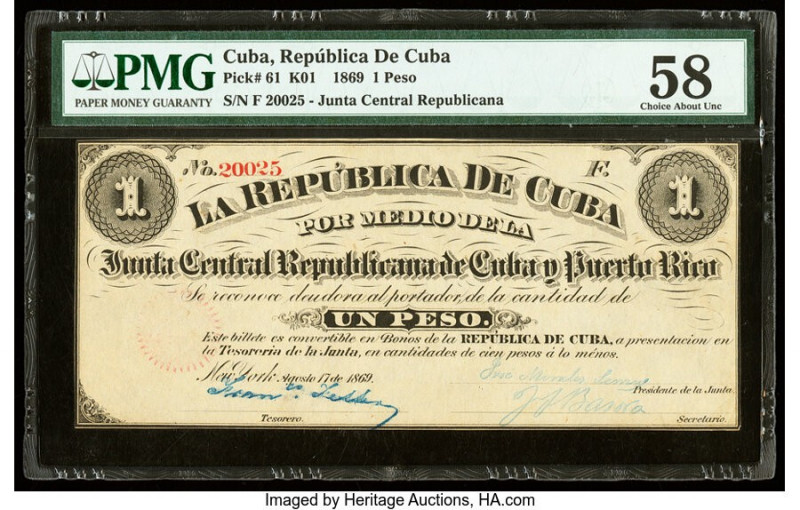 PMG
PAPER MONEY GUARANTY
Cuba, República De Cuba
Pick# 61 K01 1869 1 Peso
S/N F 20025 - Junta Central Republicana
58
Choice About Unc
No. 20025
F.
1
1
LA REPÚBLICA DE CUBA
POR MEDIO DE LA
Junta Central Republicana de Cuba y Puerto Rico
Se reconoce deudora al portador, de la cantidad de
UN PESO.
Este billete es convertible en Bonos de la REPÚBLICA DE CUBA, a presentacion en
la Tesoreria de la Junta, en cantidades de cien pesos á lo ménos.
New York, Agosto 17 de 1869.
Morales
Presidente de la Junta.
Tesorero.
Secretario.
Imaged by Heritage Auctions, HA.com